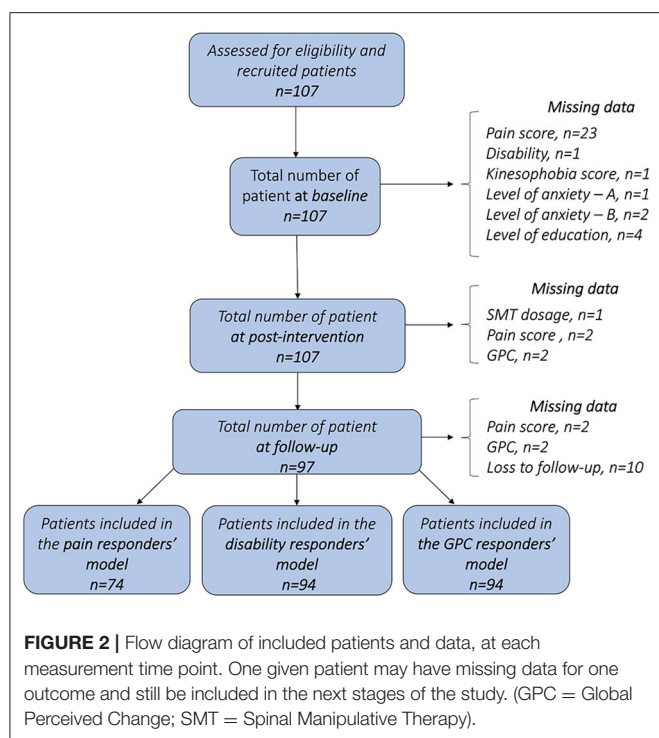 Assessed for eligibility and
recruited patients
n=107
Missing data
Pain score, n=23
Disability, n=1
Kinesophobia score, n=1
Level of anxiety – A, n=1
Level of anxiety – B, n=2
Level of education, n=4
Total number of
patient at baseline
n=107
Missing data
SMT dosage, n=1
Pain score , n=2
GPC, n=2
Total number of patient
at post-intervention
n=107
Missing data
Pain score, n=2
GPC, n=2
Loss to follow-up, n=10
Total number of patient
at follow-up
n=97
Patients included in
the pain responders'
model
n=74
Patients included in the
disability responders'
model
n=94
Patients included in
the GPC responders'
model
n=94
FIGURE 2 | Flow diagram of included patients and data, at each
measurement time point. One given patient may have missing data for one
outcome and still be included in the next stages of the study. (GPC = Global
Perceived Change; SMT = Spinal Manipulative Therapy).